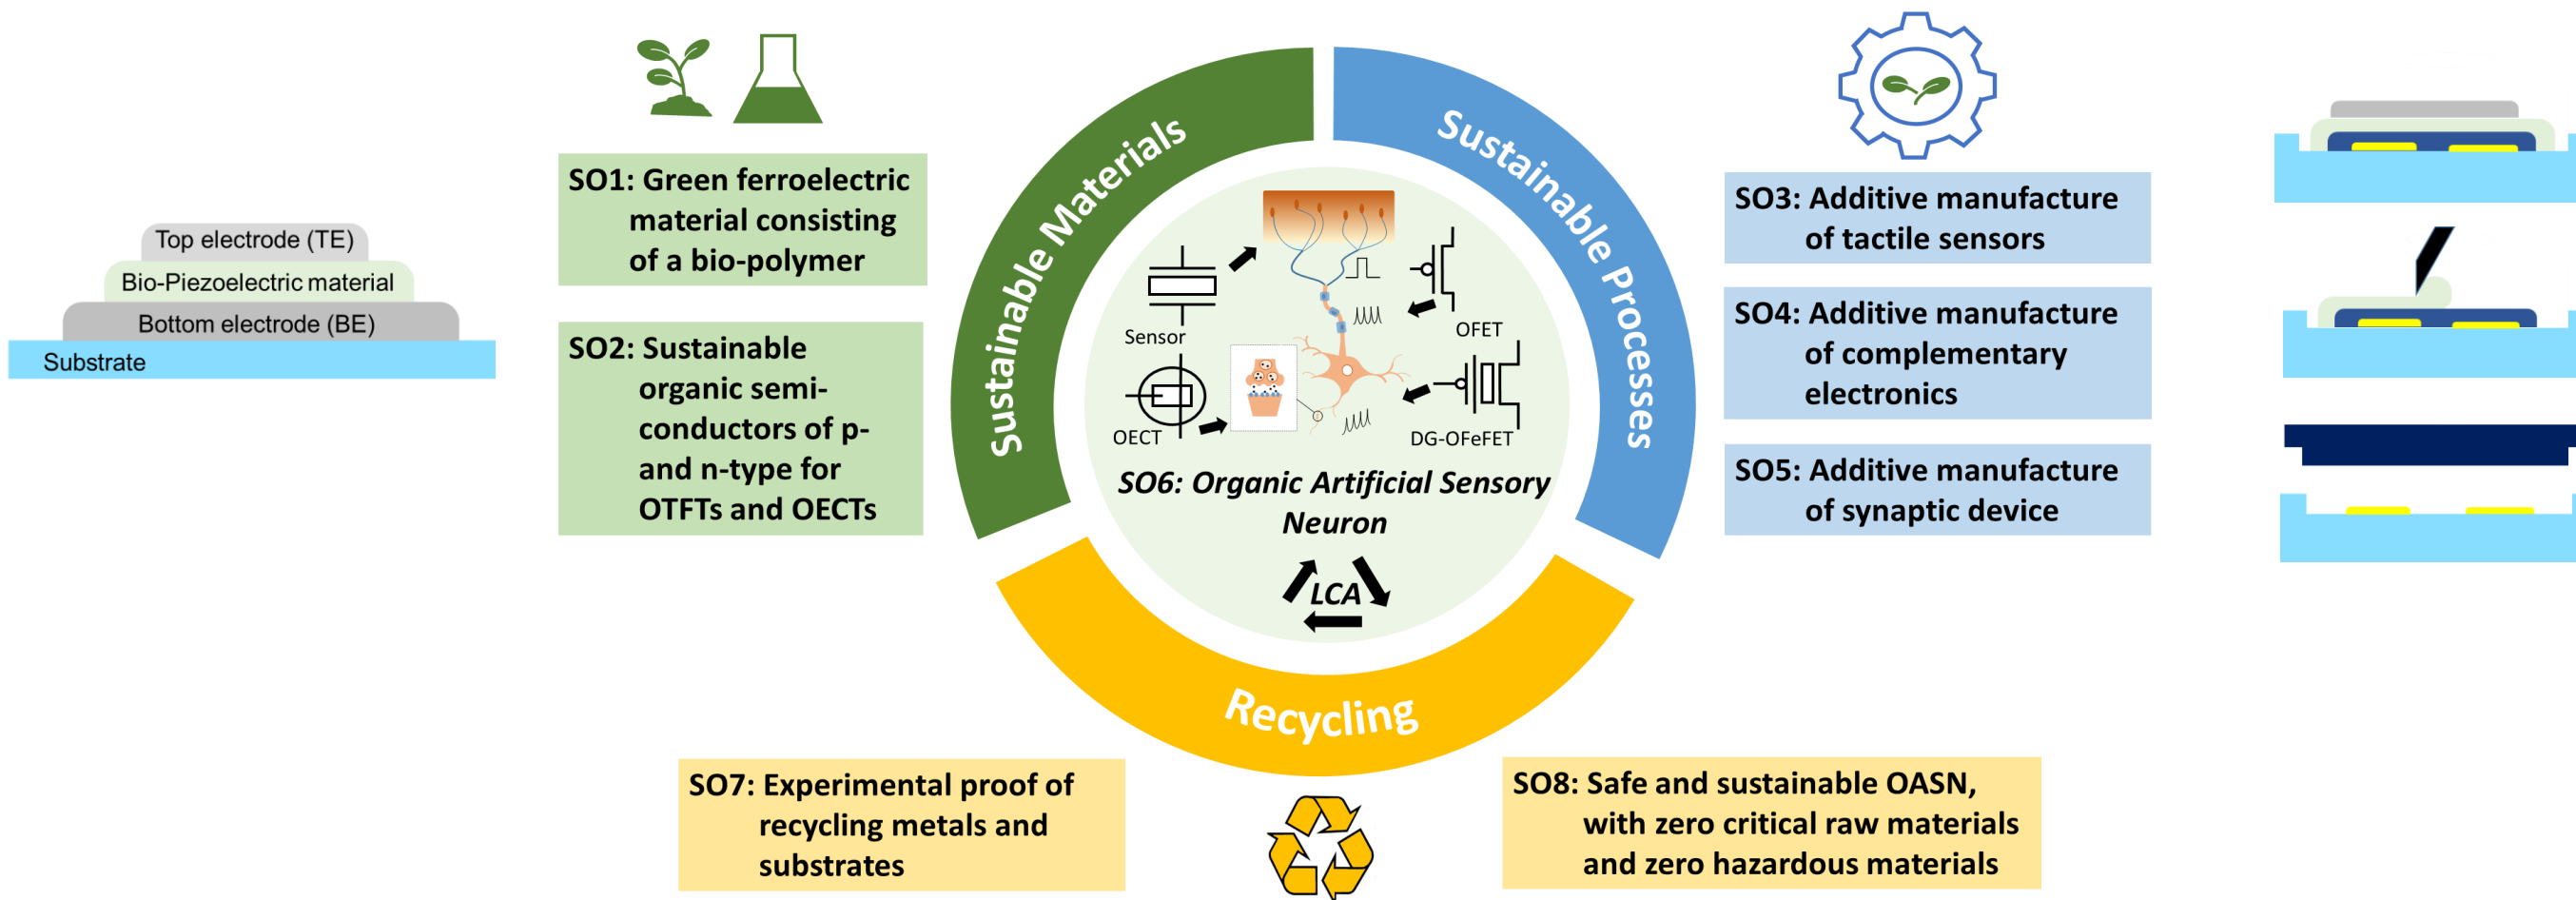 Top electrode (TE)
Bio-Piezoelectric material
Bottom electrode (BE)
Substrate
SO1: Green ferroelectric
material consisting
of a bio-polymer
SO2: Sustainable
organic semi-
conductors of p-
and n-type for
OTFTs and OECTs
Sustainable Materials
Sustainable Processes
Recycling
Sensor
OFET
OECT
DG-OFeFET
SO6: Organic Artificial Sensory
Neuron
LCA
SO3: Additive manufacture
of tactile sensors
SO4: Additive manufacture
of complementary
electronics
SO5: Additive manufacture
of synaptic device
SO7: Experimental proof of
recycling metals and
substrates
SO8: Safe and sustainable OASN,
with zero critical raw materials
and zero hazardous materials